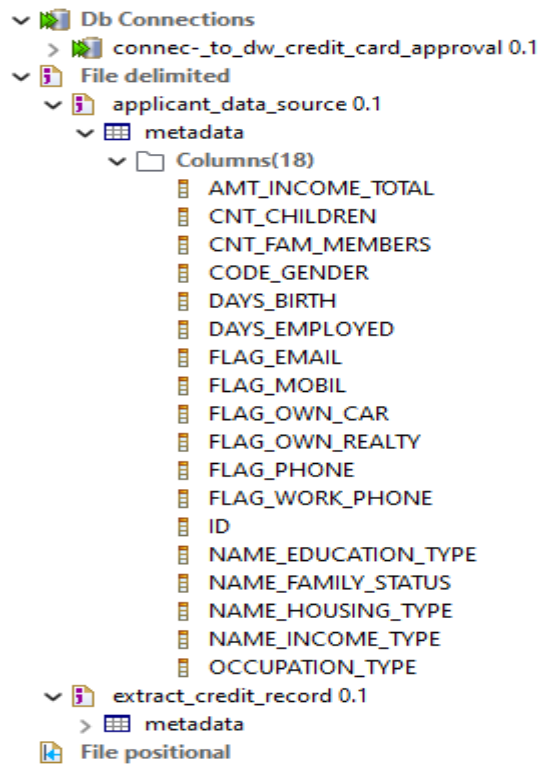 Db Connections
connec-_to_dw_credit_card_approval 0.1
File delimited
applicant_data_source 0.1
metadata
Columns(18)
AMT_INCOME_TOTAL
CNT_CHILDREN
CNT_FAM_MEMBERS
CODE_GENDER
DAYS_BIRTH
DAYS_EMPLOYED
FLAG_EMAIL
FLAG_MOBIL
FLAG_OWN_CAR
FLAG_OWN_REALTY
FLAG_PHONE
FLAG_WORK_PHONE
ID
NAME_EDUCATION_TYPE
NAME_FAMILY_STATUS
NAME_HOUSING_TYPE
NAME_INCOME_TYPE
OCCUPATION_TYPE
extract_credit_record 0.1
metadata
File positional